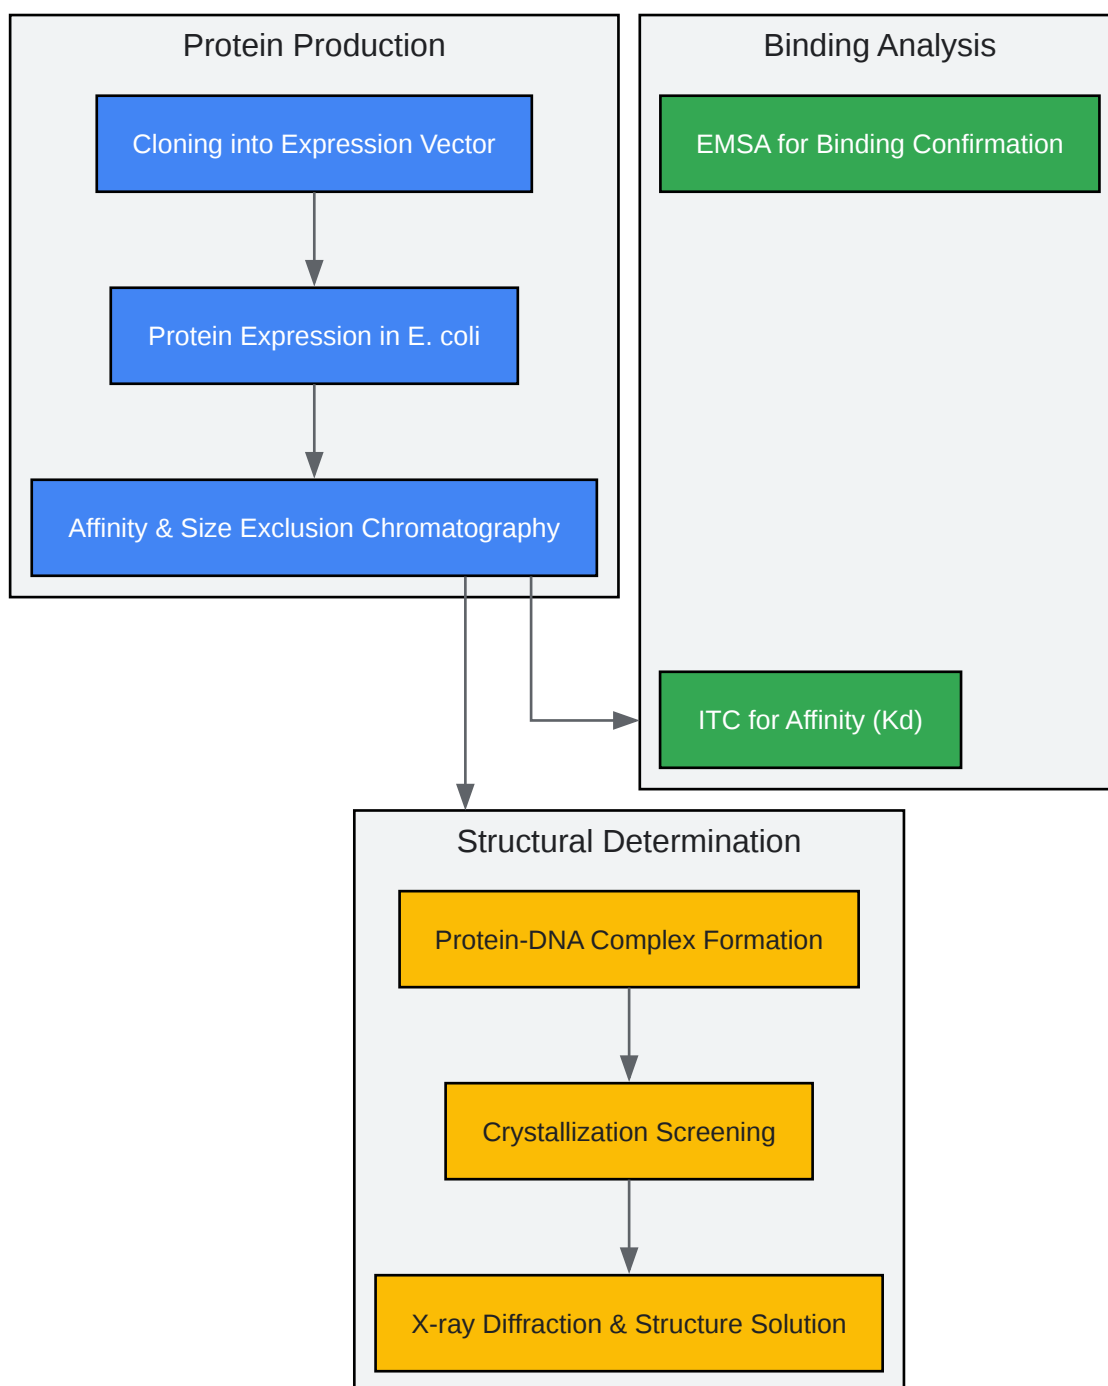 Protein Production
Cloning into Expression Vector
Protein Expression in E. coli
Affinity & Size Exclusion Chromatography
Binding Analysis
EMSA for Binding Confirmation
ITC for Affinity (Kd)
Structural Determination
Protein-DNA Complex Formation
Crystallization Screening
X-ray Diffraction & Structure Solution